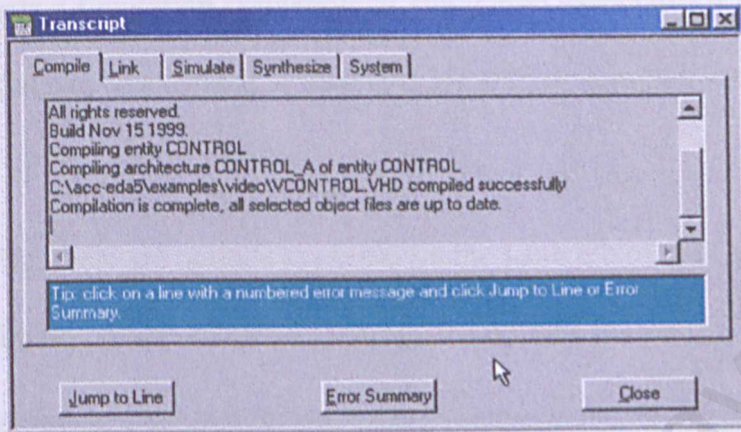 Transcript
Compile Link Simulate Synthesize System
All rights reserved.
Build Nov 15 1999.
Compiling entity CONTROL
Compiling architecture CONTROL_A of entity CONTROL
C:\acc-eda5\examples\video\VCONTROL.VHD compiled successfully
Compilation is complete, all selected object files are up to date.
Tip: click on a line with a numbered error message and click Jump to Line or Error
Summary.
Jump to Line Error Summary Close